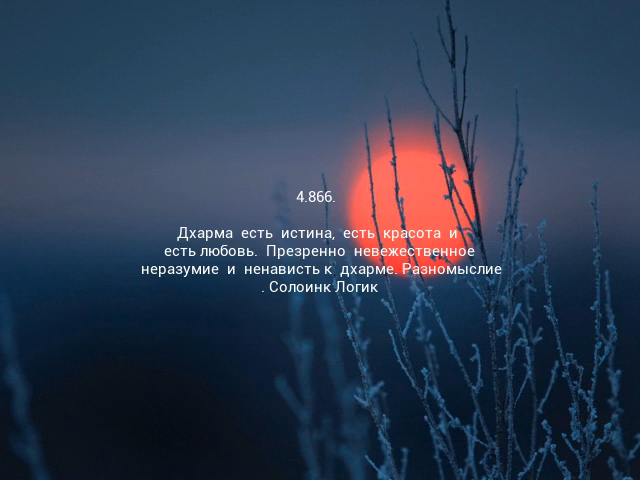 4.866.
Дхарма есть истина, есть красота и
есть любовь. Презренно невежественное
неразумие и ненависть к дхарме. Разномыслие
. Солоинк Логик